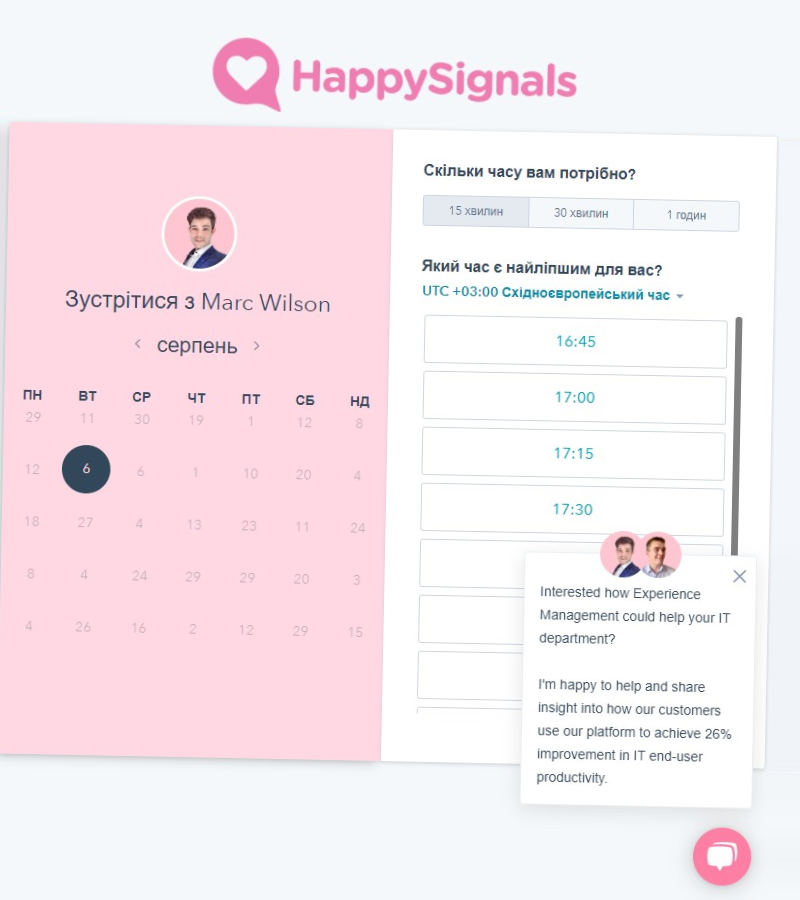 HappySignals
Зустрітися з Marc Wilson
серпень
ПН ВТ СР ЧТ ПТ СБ НД
29 11 30 19 1 12 8
12 6 6 1 10 20 4
18 27 4 13 23 11 24
8 4 24 29 29 20 3
4 26 16 2 12 29 15
Скільки часу вам потрібно?
15 хвилин 30 хвилин 1 годин
Який час є найліпшим для вас?
UTC +03:00 Східноєвропейський час
16:45
17:00
17:15
17:30
Interested how Experience
Management could help your IT
department?
I'm happy to help and share
insight into how our customers
use our platform to achieve 26%
improvement in IT end-user
productivity.